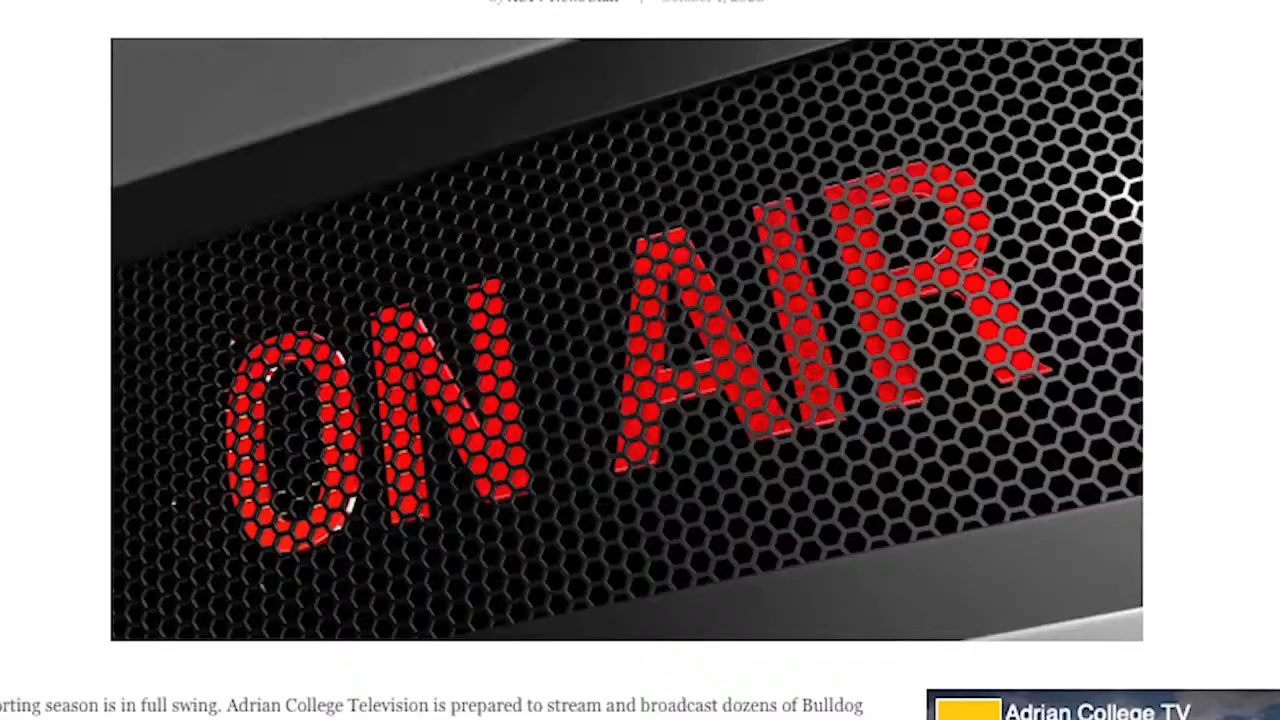 ON AIR
orting season is in full swing. Adrian College Television is prepared to stream and broadcast dozens of Bulldog
Adrian College TV